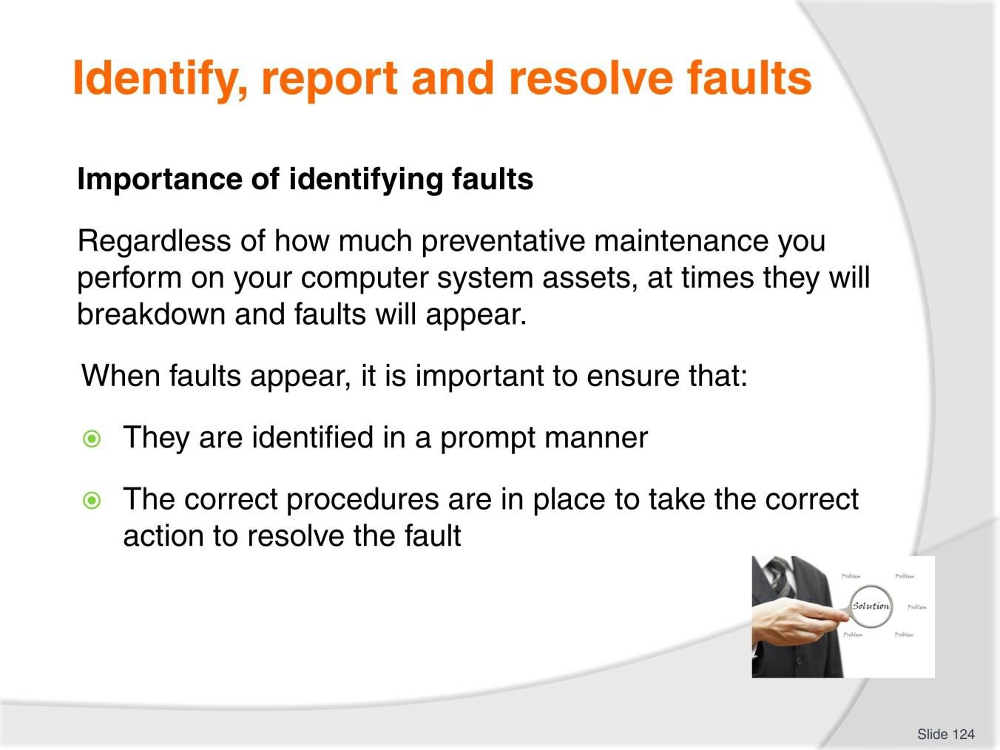 Identify, report and resolve faults
Importance of identifying faults
Regardless of how much preventative maintenance you
perform on your computer system assets, at times they will
breakdown and faults will appear.
When faults appear, it is important to ensure that:
They are identified in a prompt manner
The correct procedures are in place to take the correct
action to resolve the fault
Problem Problem
Solution Problem
Problem Problem
Slide 124